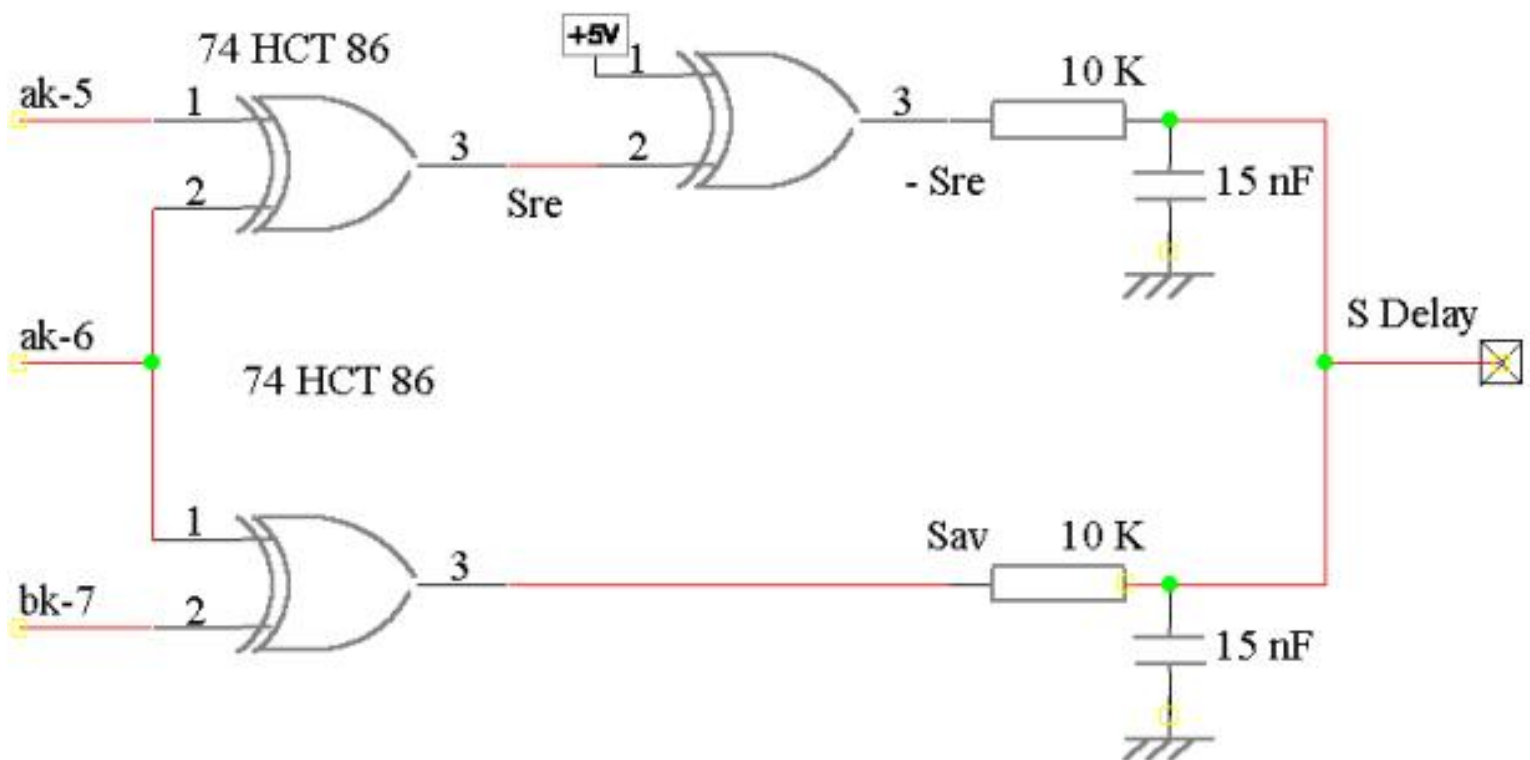 74 HCT 86
+5V
1
10 K
ak-5
1
3
3
2
15 nF
2
Sre
- Sre
S Delay
ak-6
74 HCT 86
1
Sav
10 K
3
bk-7
2
15 nF